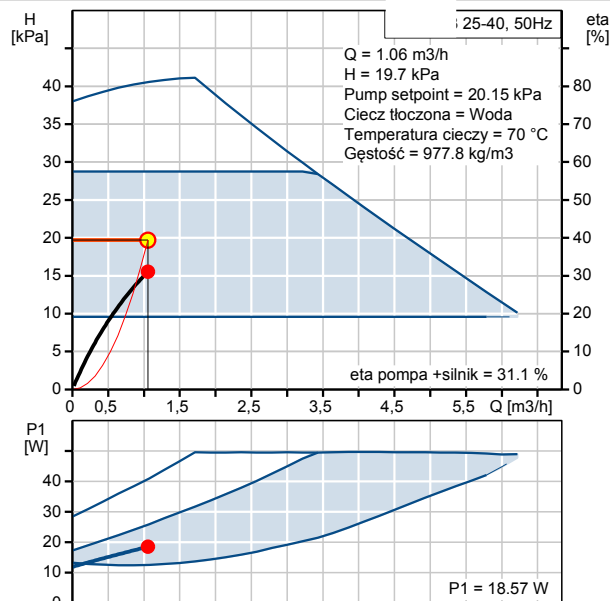 H
[kPa]
25-40, 50Hz
eta
[%]
Q = 1.06 m3/h
H = 19.7 kPa
Pump setpoint = 20.15 kPa
Ciecz tłoczona = Woda
Temperatura cieczy = 70 °C
Gęstość = 977.8 kg/m3
40
35
30
25
20
15
10
5
0
80
70
60
50
40
30
20
10
0
eta pompa +silnik = 31.1 %
0 0,5 1,5 2,5 3,5 4,5 5,5 Q [m3/h]
P1
[W]
40
30
20
10
0
P1 = 18.57 W